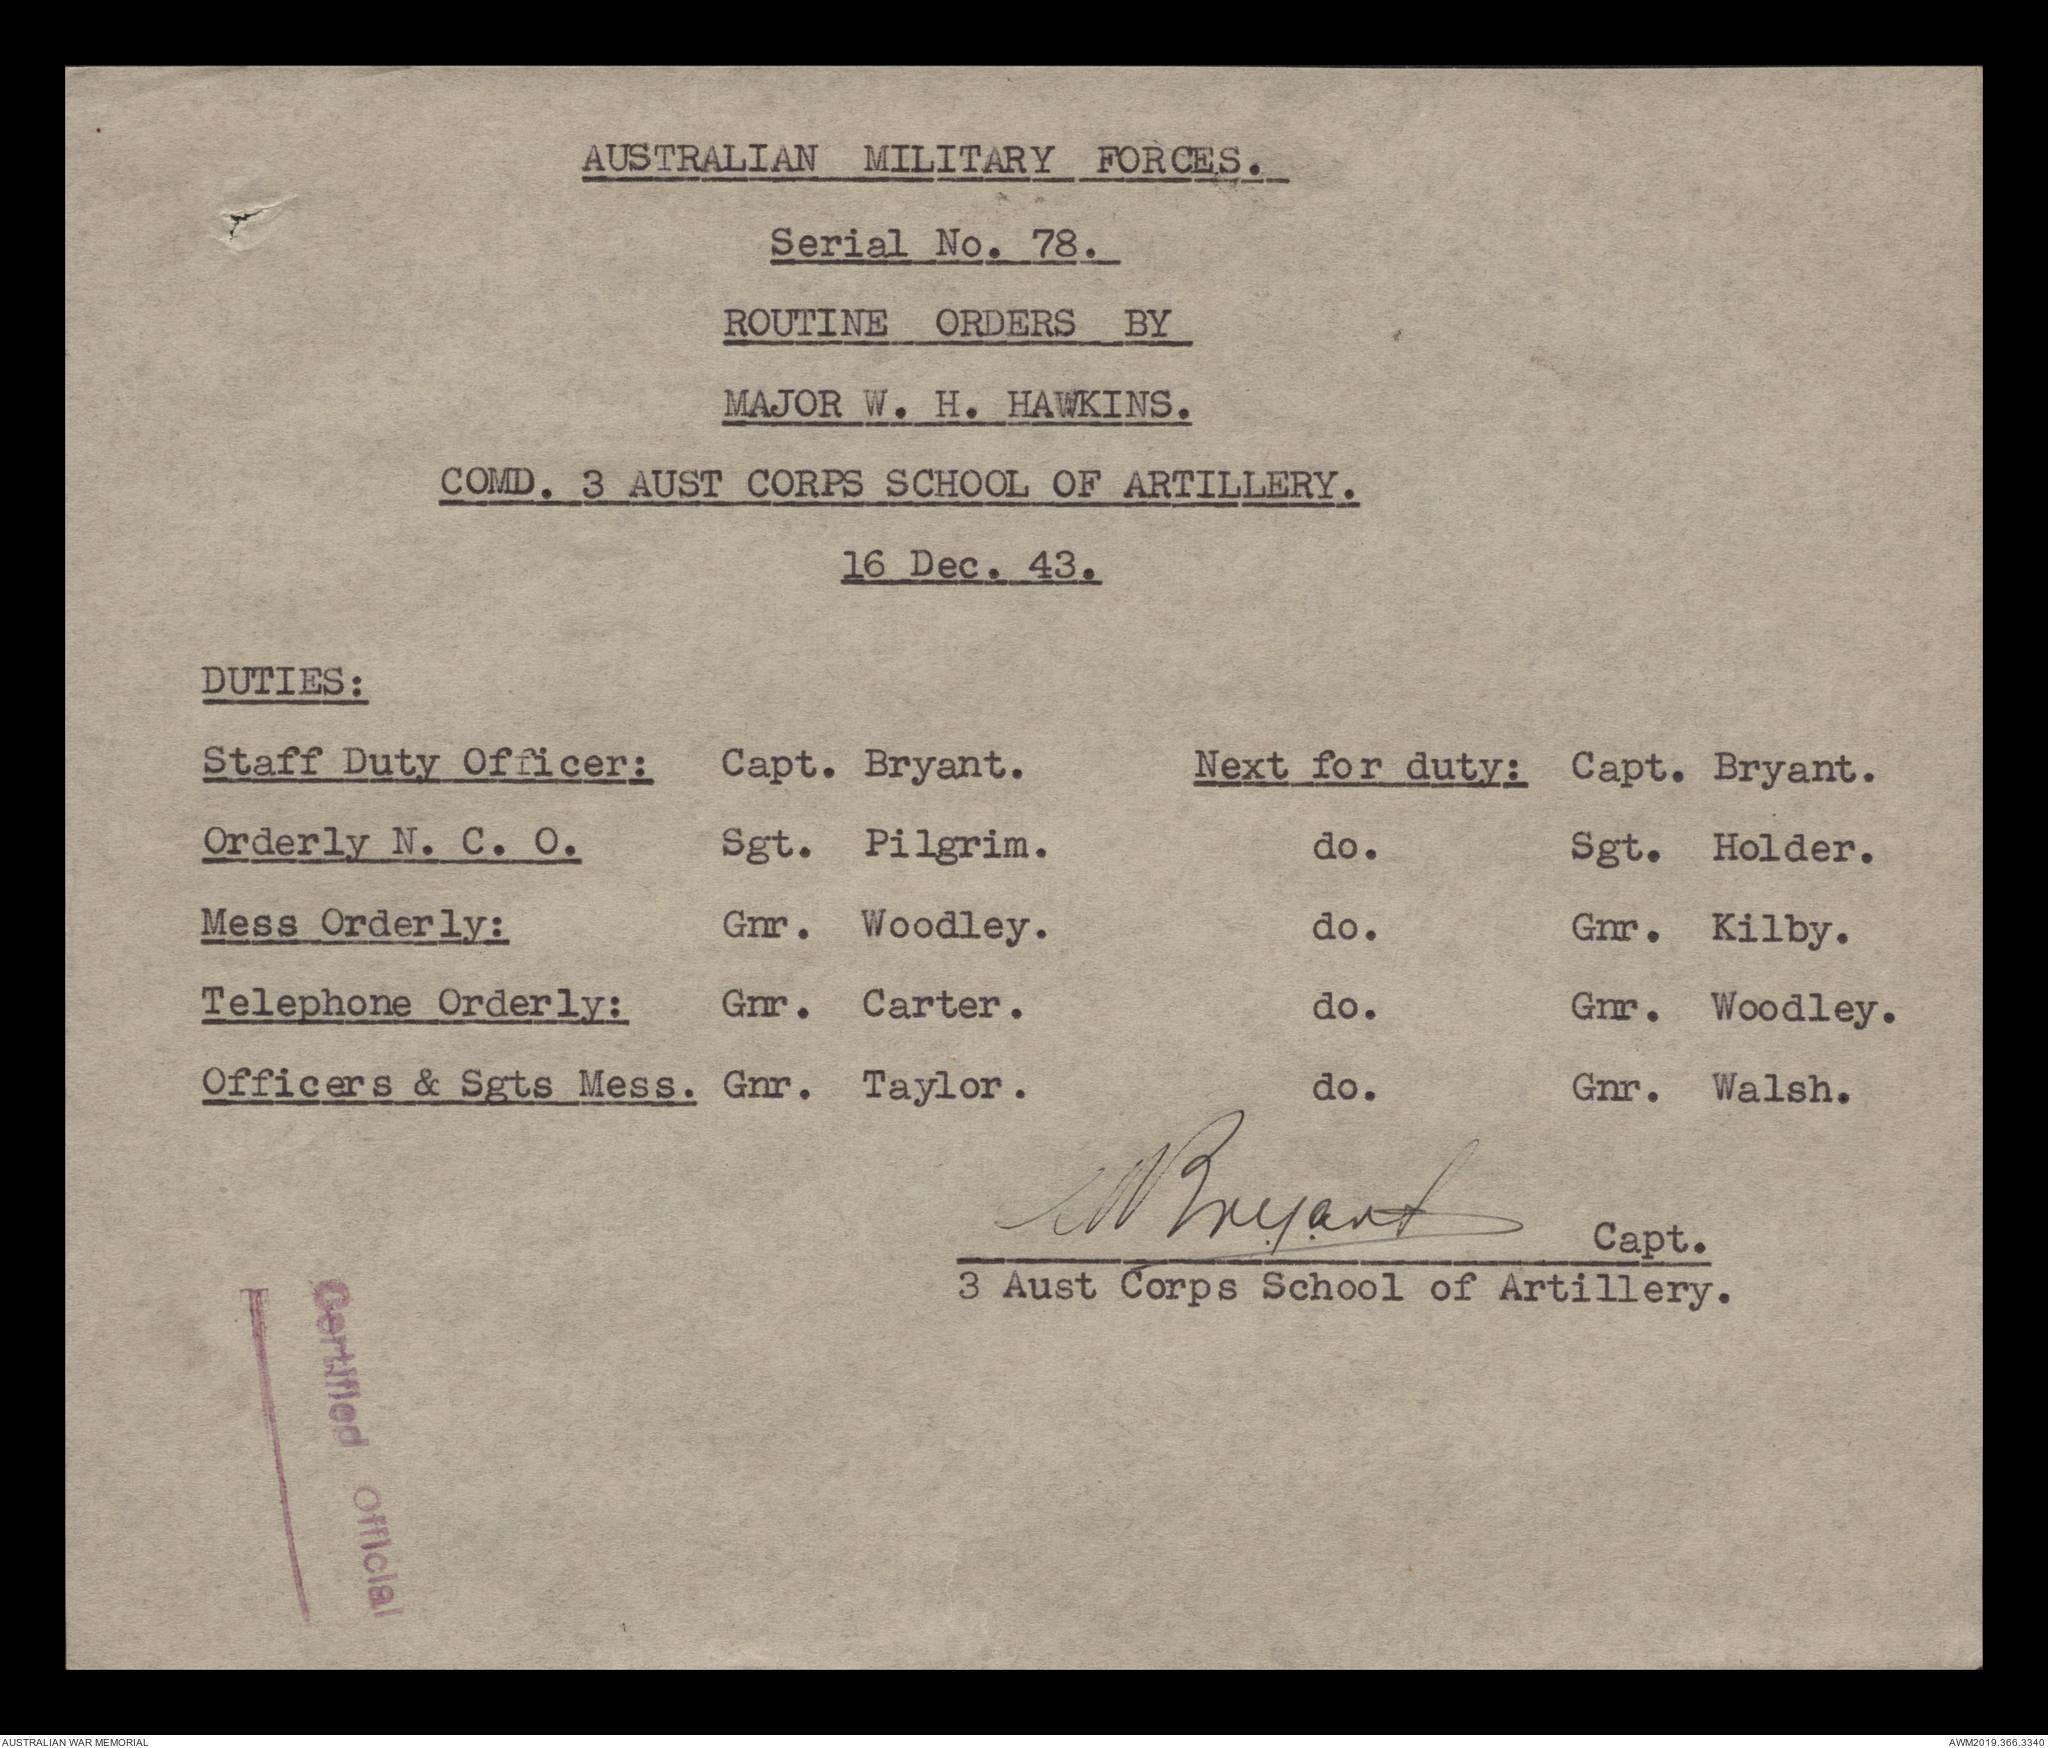 AUSTRALIAN MILITARY FORCES.
Serial No. 78.
ROUTINE ORDERS BY
MAJOR W. H. HAWKINS.
COMD. 3 AUST CORPS SCHOOL OF ARTILLERY.
16 Dec. 43.
DUTIES:
Staff Duty Officer: Capt. Bryant. Next for duty: Capt. Bryant.
Orderly N. C. O. Sgt. Pilgrim. do. Sgt. Holder.
Mess Orderly: Gnr. Woodley. do. Gnr. Kilby.
Telephone Orderly: Gnr. Carter. do. Gnr. Woodley.
Officers & Sgts Mess. Gnr. Taylor. do. Gnr. Walsh.
Bryant Capt.
3 Aust Corps School of Artillery.
Certified Official
AUSTRALIAN WAR MEMORIAL
AWM2019.366.3340